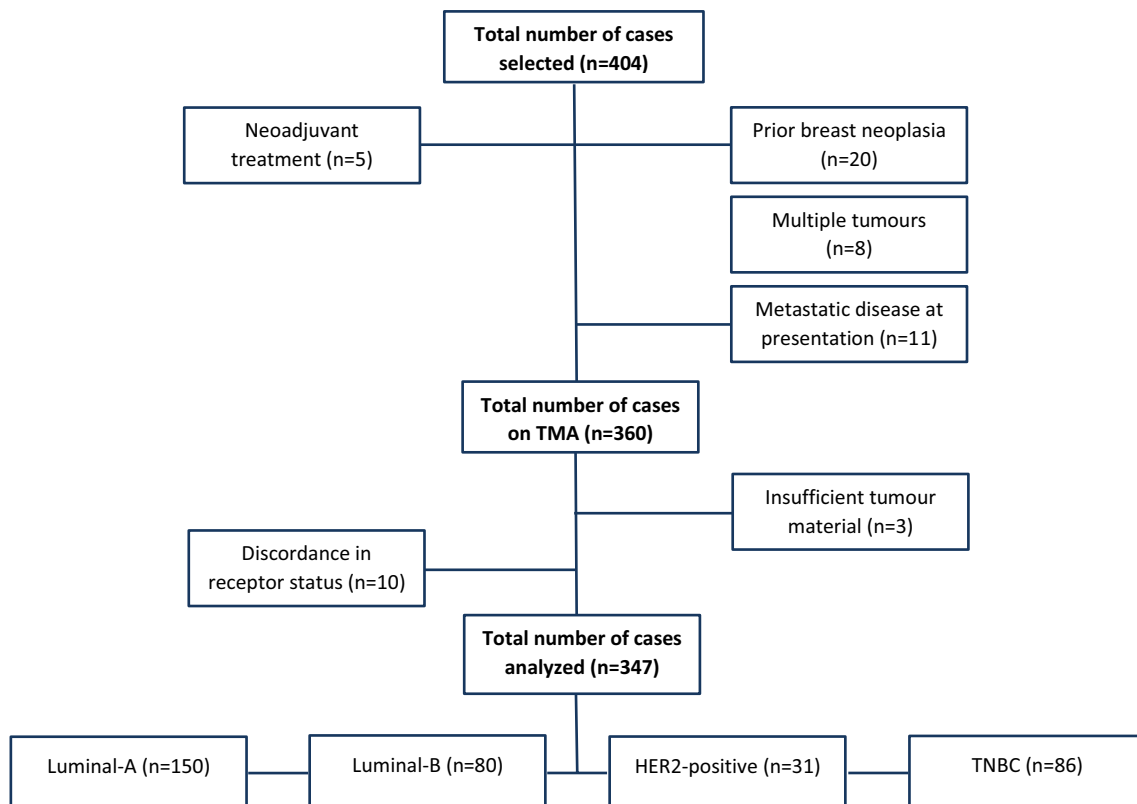 Total number of cases
selected (n=404)
Neoadjuvant
treatment (n=5)
Prior breast neoplasia
(n=20)
Multiple tumours
(n=8)
Metastatic disease at
presentation (n=11)
Total number of cases
on TMA (n=360)
Insufficient tumour
material (n=3)
Discordance in
receptor status (n=10)
Total number of cases
analyzed (n=347)
Luminal-A (n=150)
Luminal-B (n=80)
HER2-positive (n=31)
TNBC (n=86)